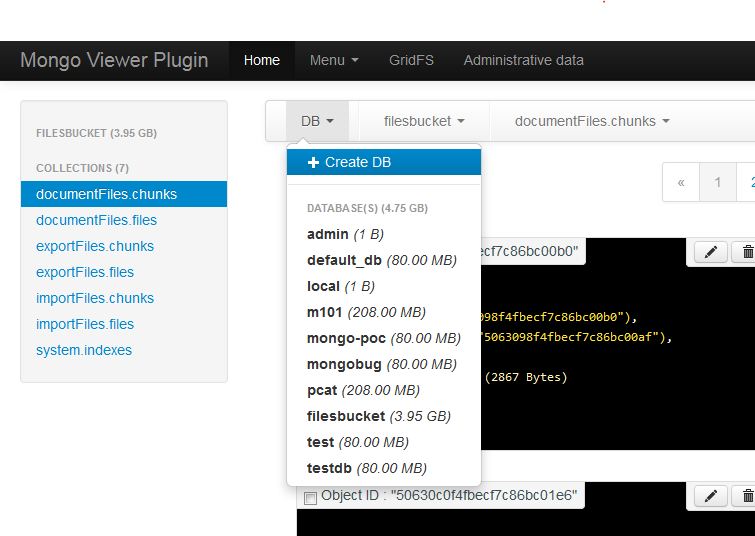 Mongo Viewer Plugin Home Menu GridFS Administrative data
FILESBUCKET (3.95 GB)
COLLECTIONS (7)
documentFiles.chunks
documentFiles.files
exportFiles.chunks
exportFiles.files
importFiles.chunks
importFiles.files
system.indexes
DB filesbucket documentFiles.chunks
+ Create DB
DATABASE(S) (4.75 GB)
admin (1 B)
default_db (80.00 MB)
local (1 B)
m101 (208.00 MB)
mongo-poc (80.00 MB)
mongobug (80.00 MB)
pcat (208.00 MB)
filesbucket (3.95 GB)
test (80.00 MB)
testdb (80.00 MB)
« 1 2
ecf7c86bc00b0"
098f4fbecf7c86bc00b0"),
"5063098f4fbecf7c86bc00af"),
(2867 Bytes)
Object ID : "50630c0f4fbecf7c86bc01e6"